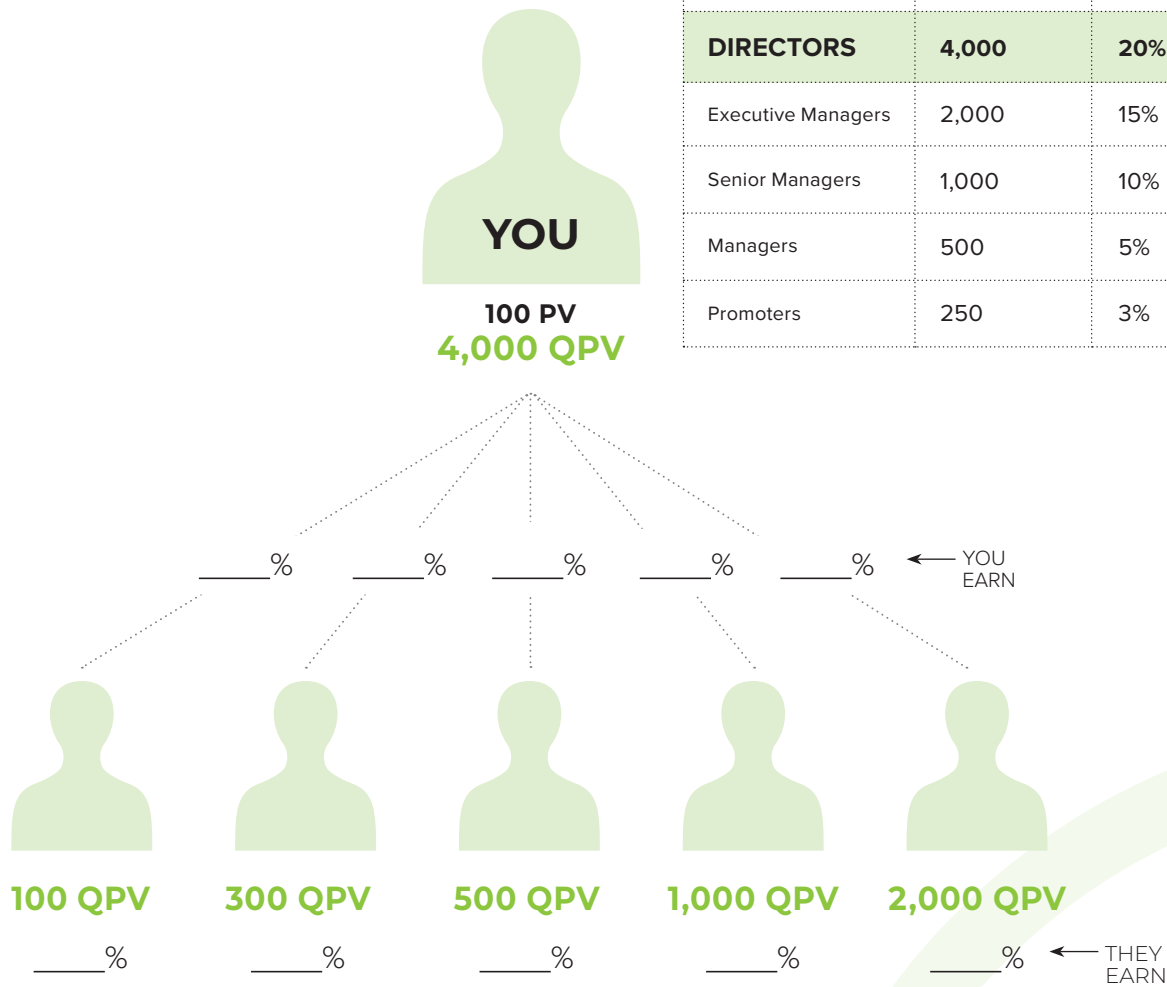 DIRECTORS 4,000 20%
Executive Managers 2,000 15%
Senior Managers 1,000 10%
Managers 500 5%
Promoters 250 3%
YOU
100 PV
4,000 QPV
_____% _____% _____% _____% _____% YOU
EARN
100 QPV 300 QPV 500 QPV 1,000 QPV 2,000 QPV
_____% _____% _____% _____% _____% THEY
EARN